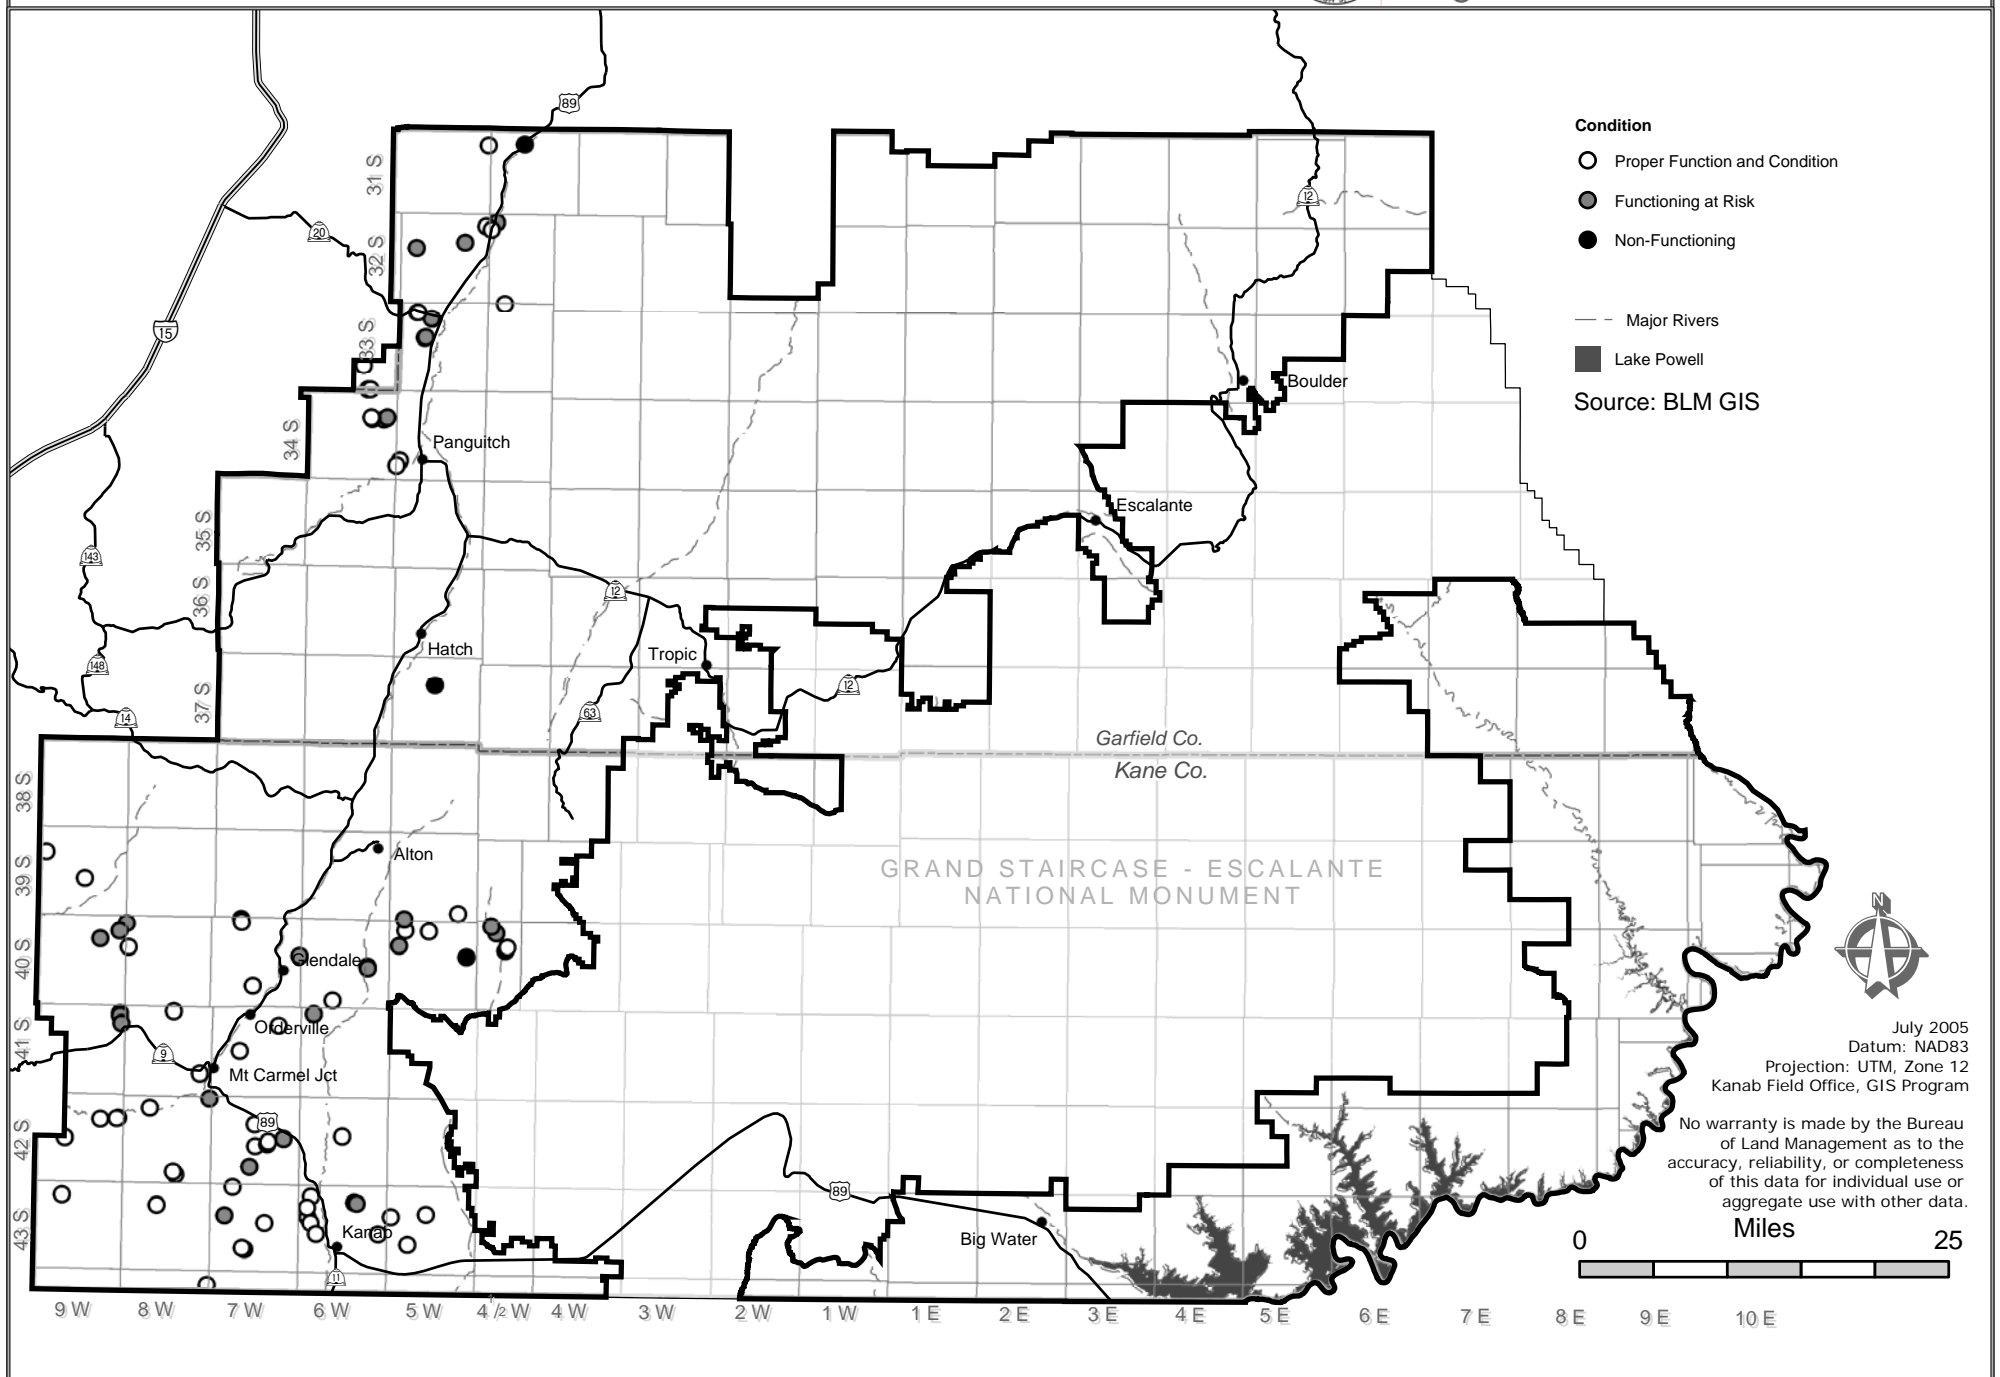 89
Condition
Proper Function and Condition
Functioning at Risk
Non-Functioning
Major Rivers
Lake Powell
Source: BLM GIS
31 S
12
20
32 S
15
33 S
Boulder
34 S
Panguitch
Escalante
35 S
143
12
36 S
Hatch
Tropic
148
12
37 S
14
63
Garfield Co.
Kane Co.
38 S
Alton
39 S
GRAND STAIRCASE - ESCALANTE
NATIONAL MONUMENT
N
40 S
Glendale
Orderville
41 S
9
Mt Carmel Jct
July 2005
Datum: NAD83
Projection: UTM, Zone 12
Kanab Field Office, GIS Program
89
42 S
No warranty is made by the Bureau
of Land Management as to the
accuracy, reliability, or completeness
of this data for individual use or
aggregate use with other data.
89
43 S
Kanab
Big Water
Miles
0 25
11
9 W 8 W 7 W 6 W 5 W 4 1/2 W 4 W 3 W 2 W 1 W 1 E 2 E 3 E 4 E 5 E 6 E 7 E 8 E 9 E 10 E